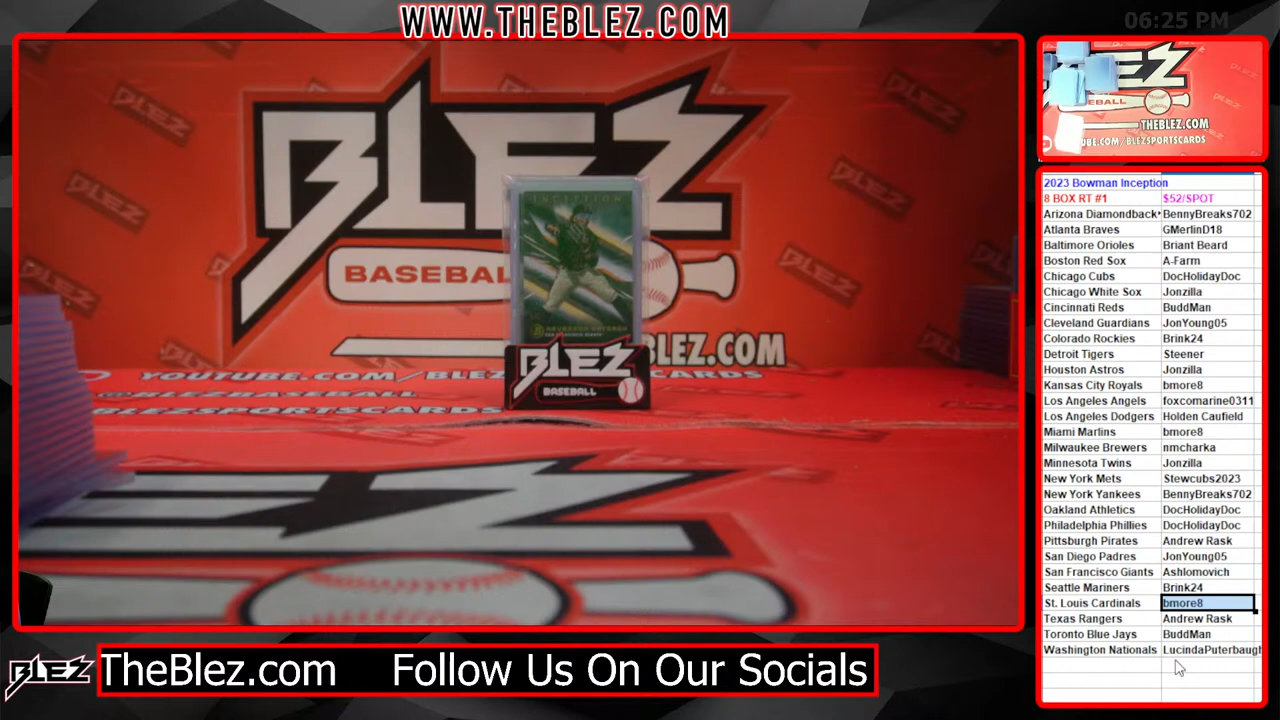 WWW.THEBLEZ.COM
06:25 PM
BLEZ
BASEBALL
BLEZ.COM
YOUTUBE.COM/BLEZSPORTSCARDS
BLEZBASEBALL
BLEZSPORTSCARDS
INCEPTION
BLEZ
BASEBALL
BASEBALL
THEBLEZ.COM
UBE.COM/BLEZSPORTSCARDS
2023 Bowman Inception
8 BOX RT #1 $52/SPOT
Arizona Diamondback BennyBreaks702
Atlanta Braves GMerlinD18
Baltimore Orioles Briant Beard
Boston Red Sox A-Farm
Chicago Cubs DocHolidayDoc
Chicago White Sox Jonzilla
Cincinnati Reds BuddMan
Cleveland Guardians JonYoung05
Colorado Rockies Brink24
Detroit Tigers Steener
Houston Astros Jonzilla
Kansas City Royals bmore8
Los Angeles Angels foxcomarine0311
Los Angeles Dodgers Holden Caufield
Miami Marlins bmore8
Milwaukee Brewers nmcharka
Minnesota Twins Jonzilla
New York Mets Stewcubs2023
New York Yankees BennyBreaks702
Oakland Athletics DocHolidayDoc
Philadelphia Phillies DocHolidayDoc
Pittsburgh Pirates Andrew Rask
San Diego Padres JonYoung05
San Francisco Giants Ashlomovich
Seattle Mariners Brink24
St. Louis Cardinals bmore8
Texas Rangers Andrew Rask
Toronto Blue Jays BuddMan
Washington Nationals LucindaPuterbaugh
BLEZ TheBlez.com Follow Us On Our Socials